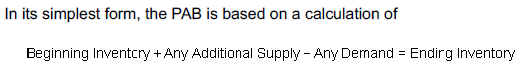 In its simplest form, the PAB is based on a calculation of
Beginning Inventory + Any Additional Supply – Any Demand = Ending Inventory